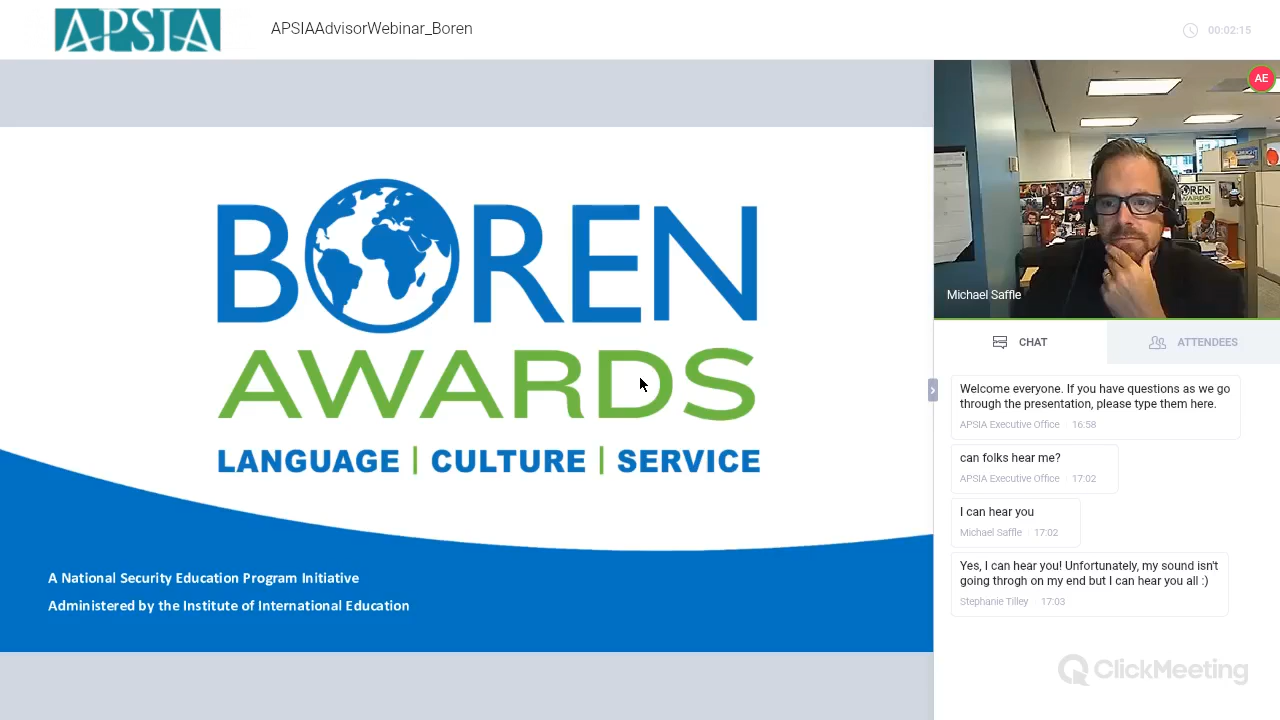 APSIA
APSIAAdvisorWebinar_Boren
00:02:15
AE
BOREN
AWARDS
LANGUAGE | CULTURE | SERVICE
A National Security Education Program Initiative
Administered by the Institute of International Education
BOREN
AWARDS
Michael Saffle
CHAT
ATTENDEES
Welcome everyone. If you have questions as we go
through the presentation, please type them here.
APSIA Executive Office 16:58
can folks hear me?
APSIA Executive Office 17:02
I can hear you
Michael Saffle 17:02
Yes, I can hear you! Unfortunately, my sound isn't
going throgh on my end but I can hear you all :)
Stephanie Tilley 17:03
ClickMeeting